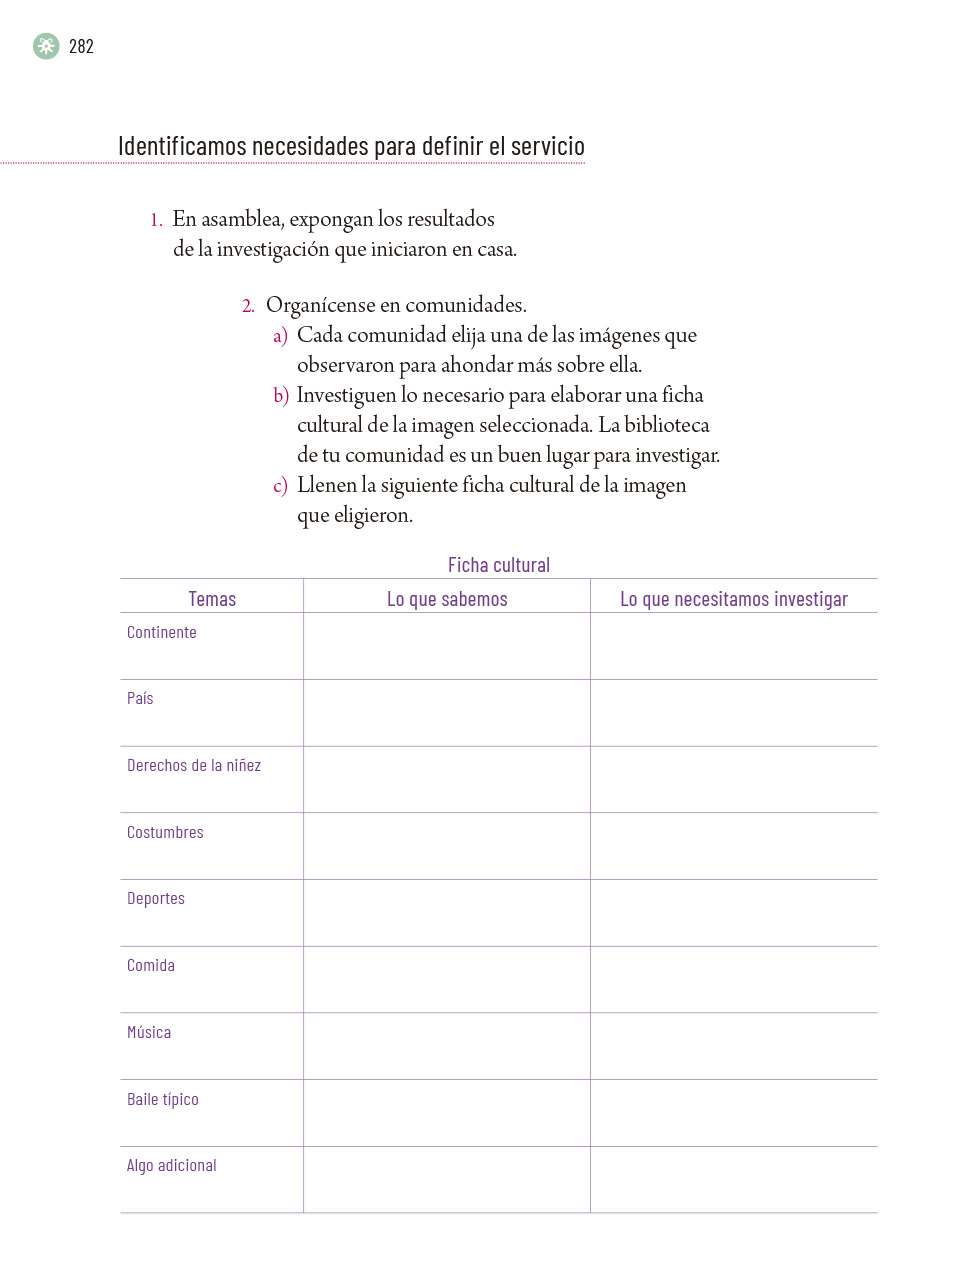 282
Identificamos necesidades para definir el servicio
1. En asamblea, expongan los resultados
de la investigación que iniciaron en casa.
2. Organícense en comunidades.
a) Cada comunidad elija una de las imágenes que
observaron para ahondar más sobre ella.
b) Investiguen lo necesario para elaborar una ficha
cultural de la imagen seleccionada. La biblioteca
de tu comunidad es un buen lugar para investigar.
c) Llenen la siguiente ficha cultural de la imagen
que eligieron.
Ficha cultural
Temas Lo que sabemos Lo que necesitamos investigar
Continente
País
Derechos de la niñez
Costumbres
Deportes
Comida
Música
Baile típico
Algo adicional